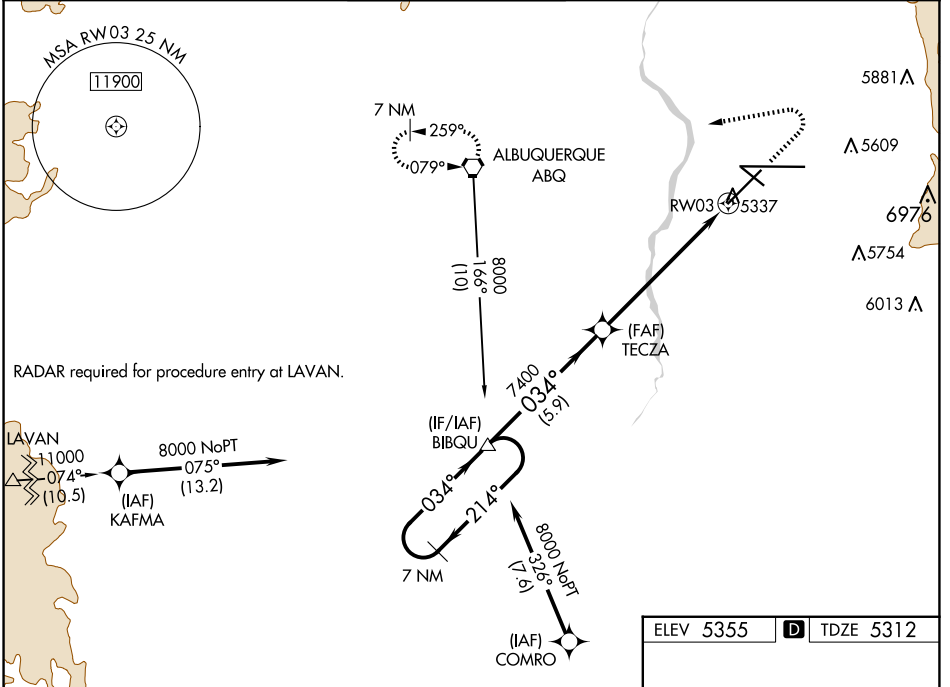 MSA RW03 25 NM
11900
5881
7 NM
259°
079°
ALBUQUERQUE
ABQ
5609
RW03
5337
6976
5754
6013
8000
166°
(10)
(FAF)
TECZA
7400
034°
(5.9)
RADAR required for procedure entry at LAVAN.
(IF/IAF)
BIBQU
LAVAN
11000
074°
(10.5)
(IAF)
KAFMA
8000 NoPT
075°
(13.2)
034°
214°
7 NM
8000 NoPT
326°
(7.6)
(IAF)
COMRO
ELEV 5355 D TDZE 5312